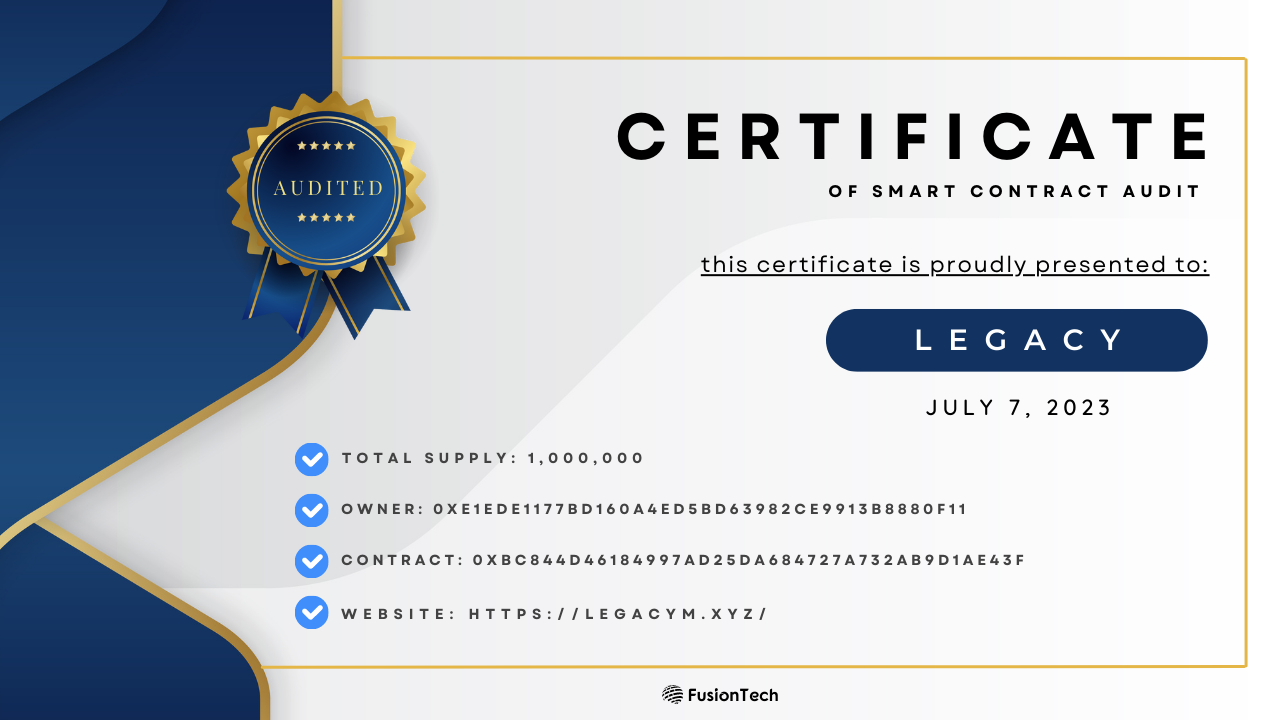 AUDITED
CERTIFICATE
OF SMART CONTRACT AUDIT
this certificate is proudly presented to:
LEGACY
JULY 7, 2023
TOTAL SUPPLY: 1,000,000
OWNER: 0XE1EDE1177BD160A4ED5BD63982CE9913B8880F11
CONTRACT: 0XBC844D46184997AD25DA684727A732AB9D1AE43F
WEBSITE: HTTPS://LEGACYM.XYZ/
FusionTech